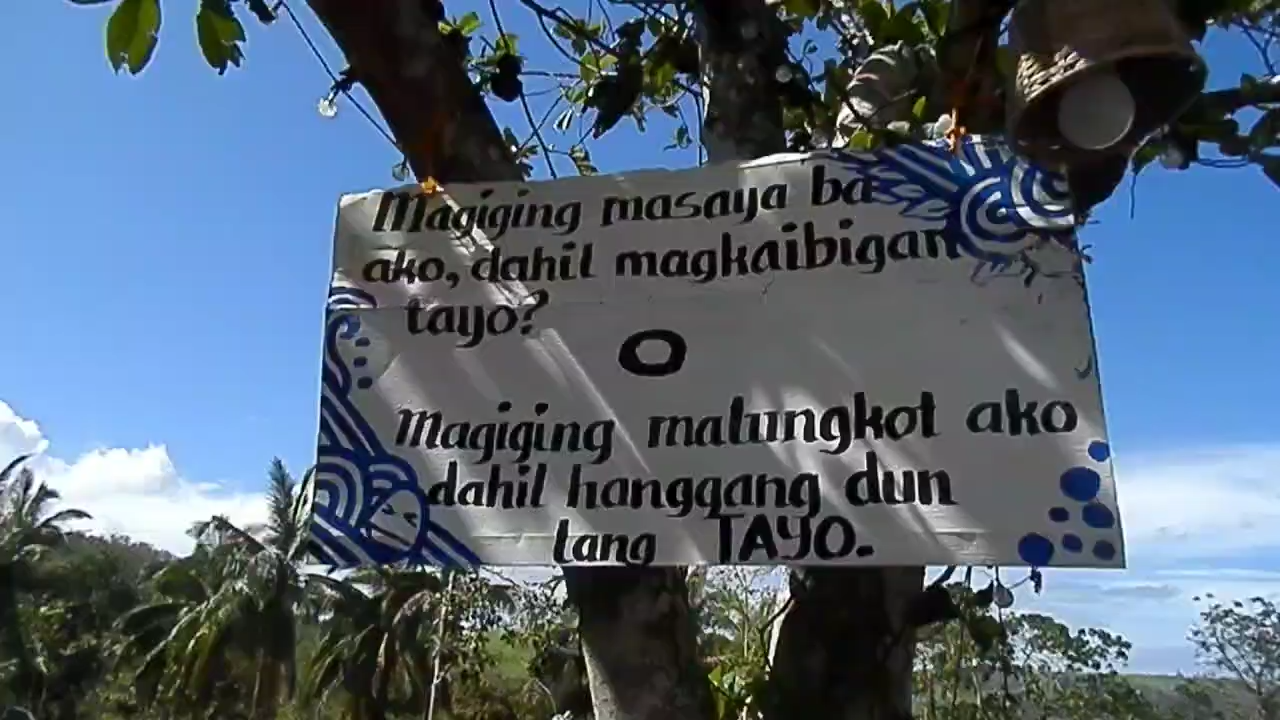 Magiging masaya ba
ako, dahil magkaibigan
tayo?
O
Magiging malungkot ako
dahil hanggang dun
lang TAYO.